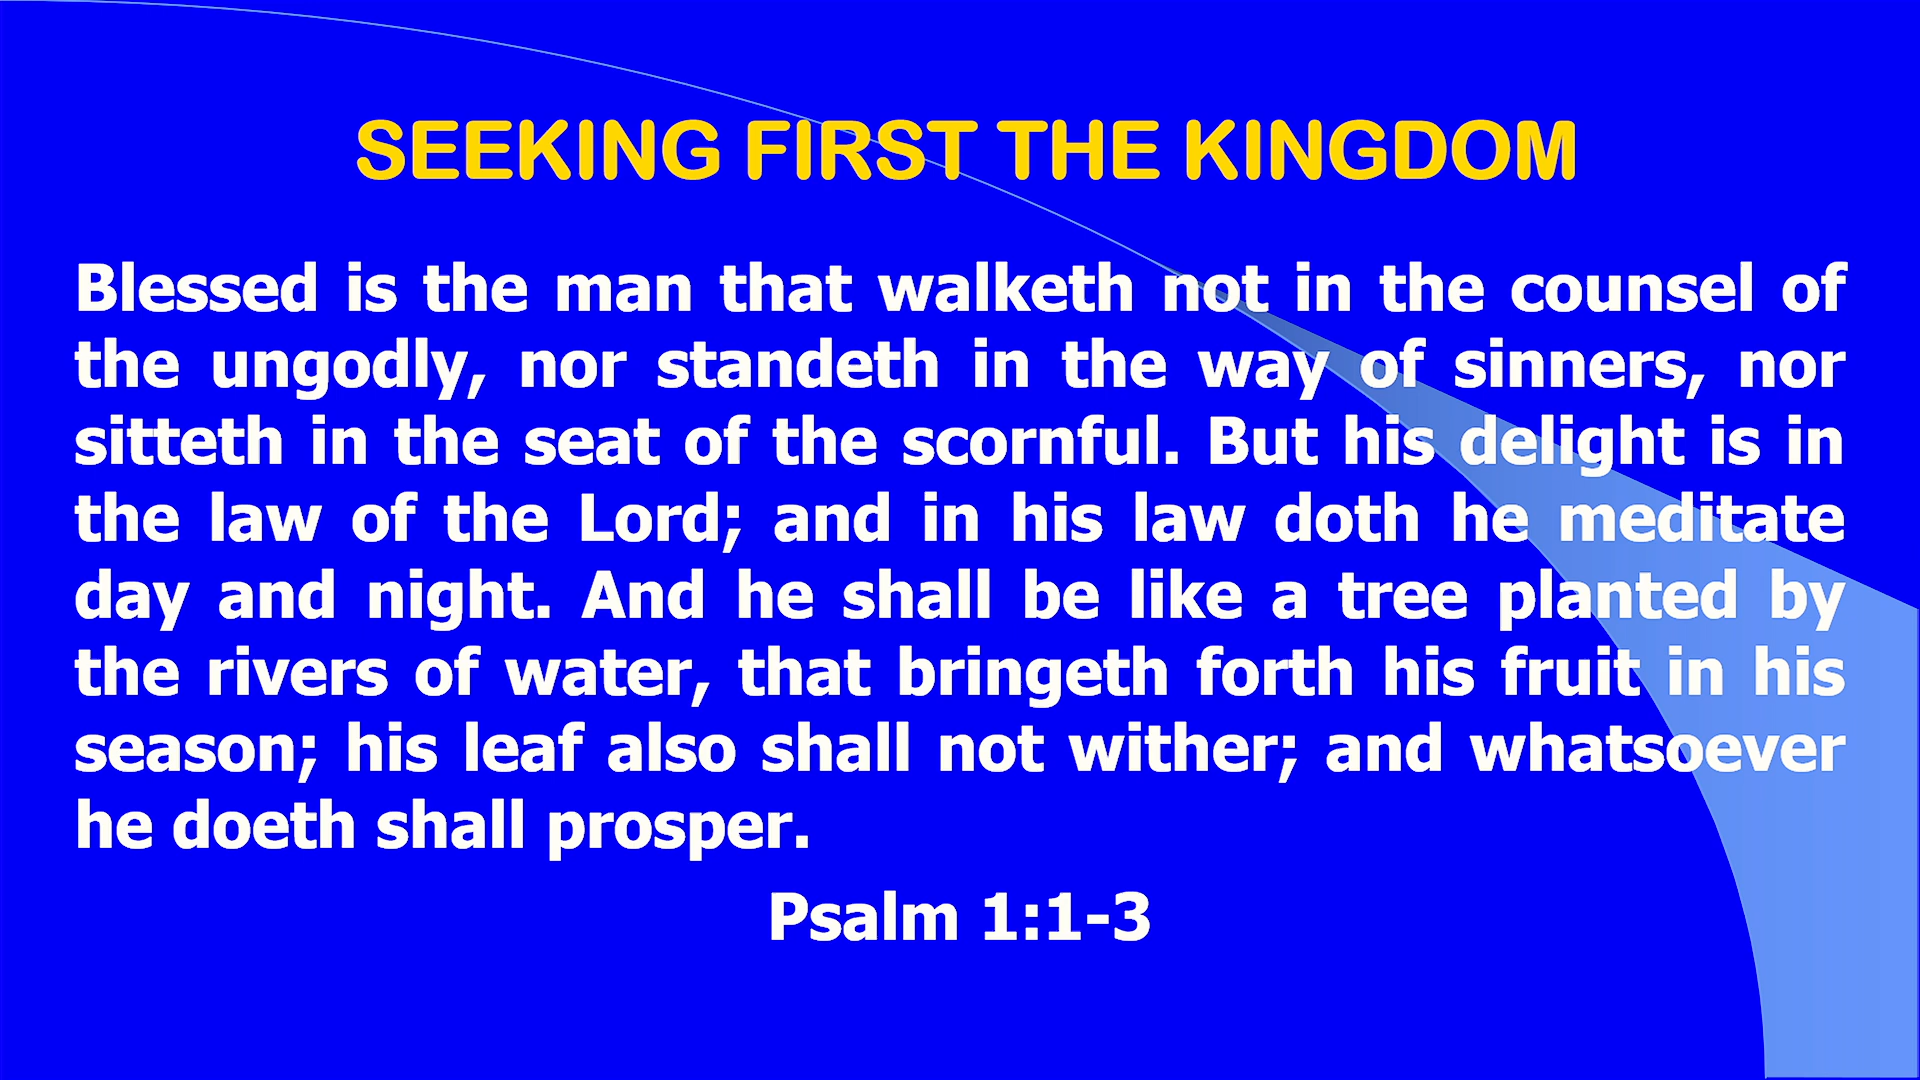 SEEKING FIRST THE KINGDOM
Blessed is the man that walketh not in the counsel of
the ungodly, nor standeth in the way of sinners, nor
sitteth in the seat of the scornful. But his delight is in
the law of the Lord; and in his law doth he meditate
day and night. And he shall be like a tree planted by
the rivers of water, that bringeth forth his fruit in his
season; his leaf also shall not wither; and whatsoever
he doeth shall prosper.
Psalm 1:1-3